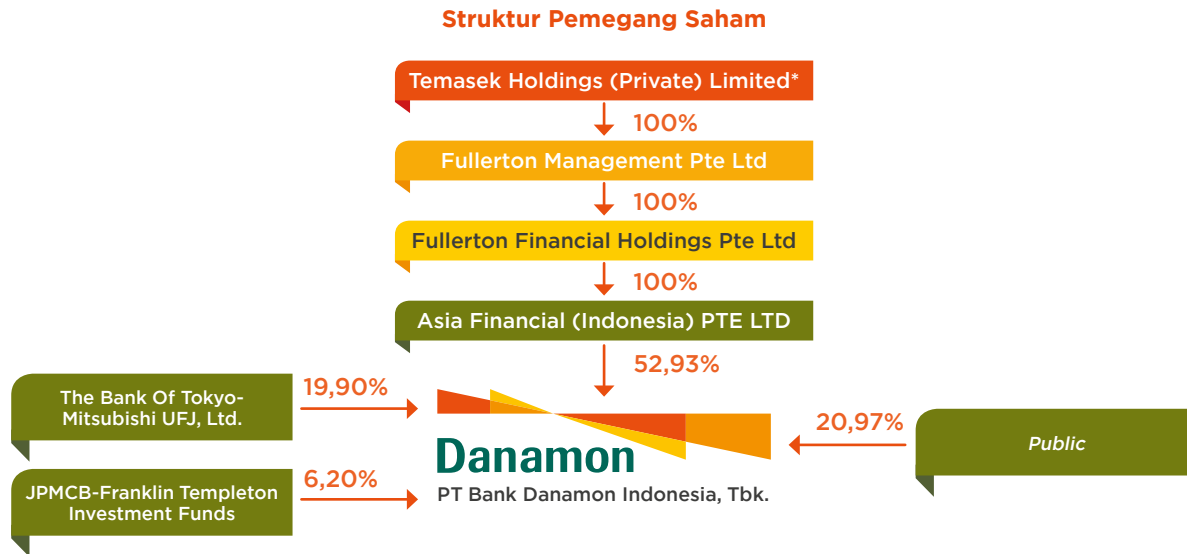 Struktur Pemegang Saham
Temasek Holdings (Private) Limited*
100%
Fullerton Management Pte Ltd
100%
Fullerton Financial Holdings Pte Ltd
100%
Asia Financial (Indonesia) PTE LTD
52,93%
The Bank Of Tokyo-
Mitsubishi UFJ, Ltd.
19,90%
20,97%
Public
JPMCB-Franklin Templeton
Investment Funds
6,20%
Danamon
PT Bank Danamon Indonesia, Tbk.